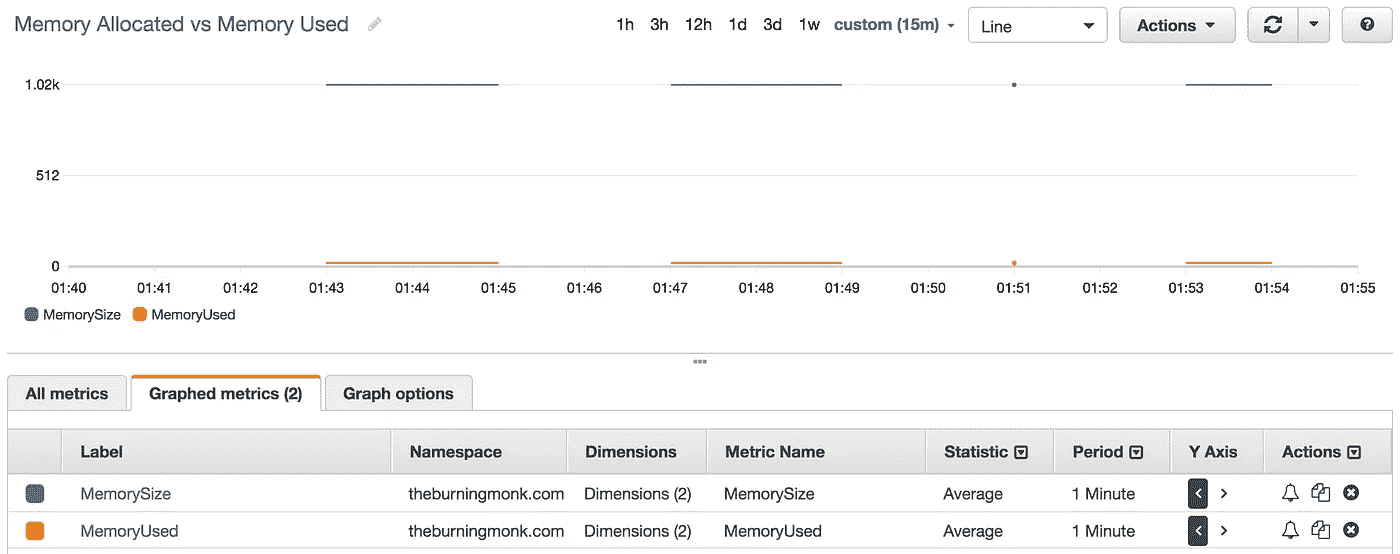 Memory Allocated vs Memory Used 1h 3h 12h 1d 3d 1w custom (15m) Line Actions
1.02k
512
0
01:40 01:41 01:42 01:43 01:44 01:45 01:46 01:47 01:48 01:49 01:50 01:51 01:52 01:53 01:54 01:55
MemorySize MemoryUsed
All metrics Graphed metrics (2) Graph options
Label Namespace Dimensions Metric Name Statistic Period Y Axis Actions
MemorySize theburningmonk.com Dimensions (2) MemorySize Average 1 Minute
MemoryUsed theburningmonk.com Dimensions (2) MemoryUsed Average 1 Minute